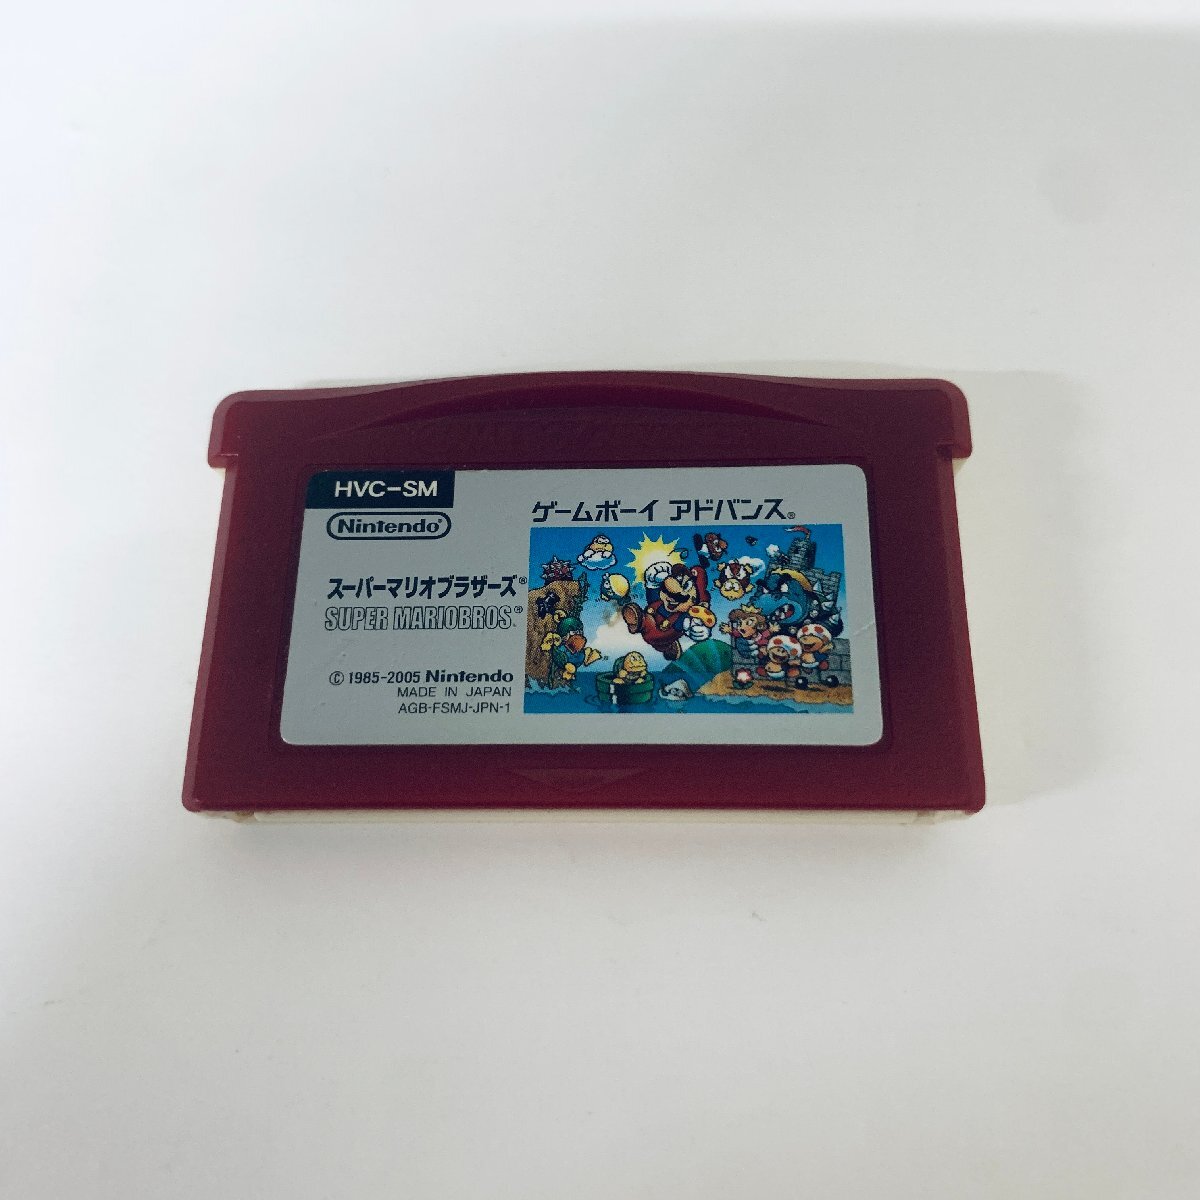 HVC-SM
Nintendo®
ゲームボーイ アドバンス®
スーパーマリオブラザーズ®
SUPER MARIOBROS.®
© 1985-2005 Nintendo
MADE IN JAPAN
AGB-FSMJ-JPN-1